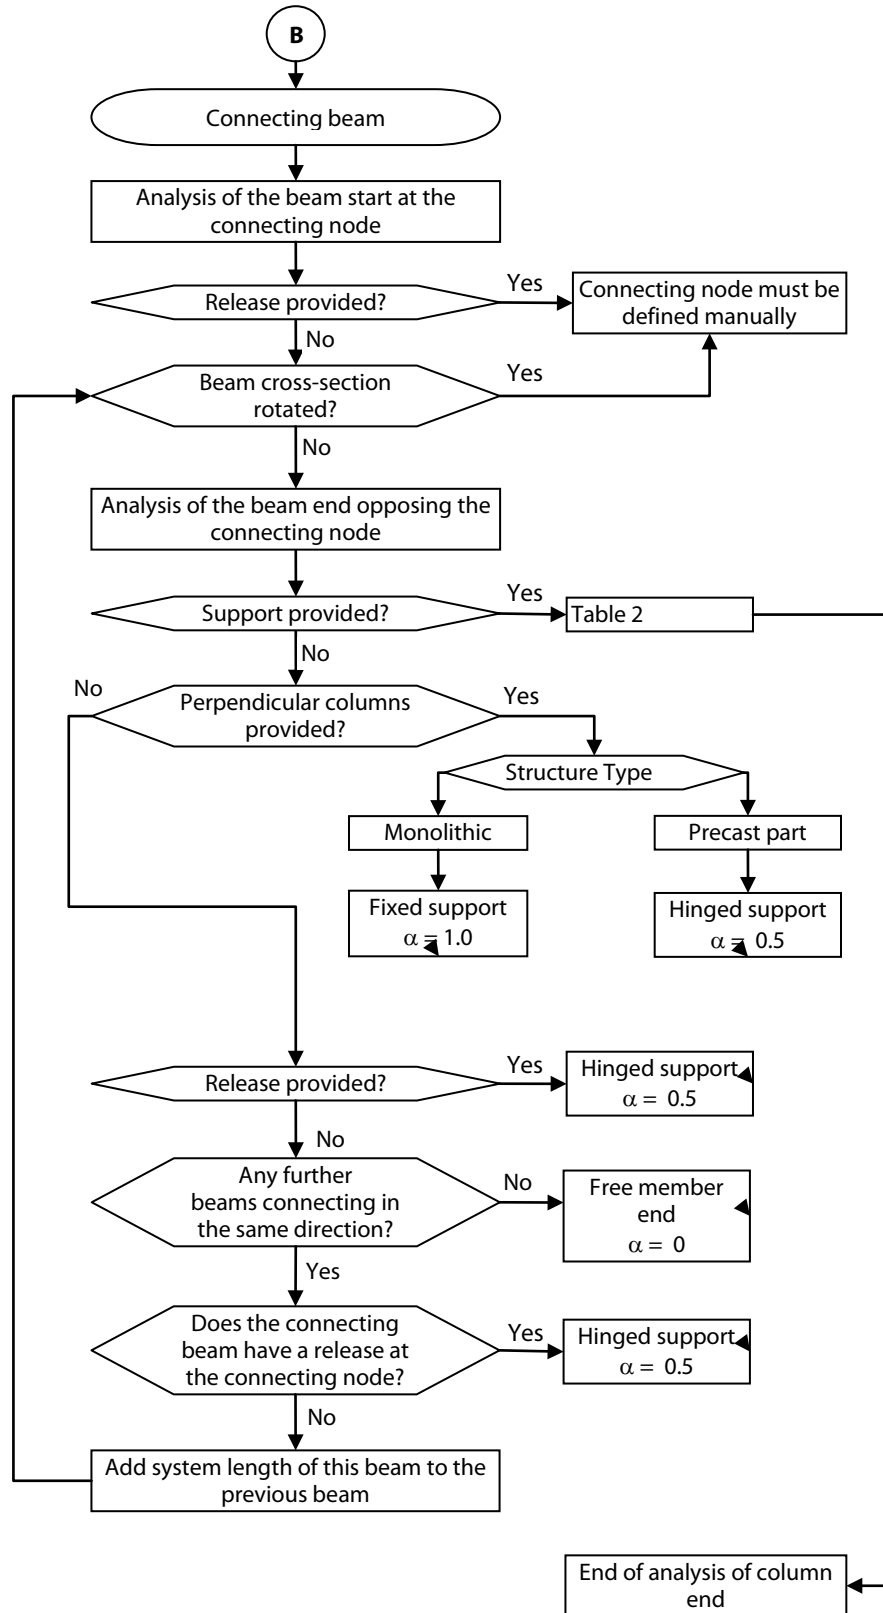 B
Connecting beam
Analysis of the beam start at the
connecting node
Release provided?
Yes
Connecting node must be
defined manually
No
Beam cross-section
rotated?
Yes
No
Analysis of the beam end opposing the
connecting node
Support provided?
Yes
Table 2
No
No
Perpendicular columns
provided?
Yes
Structure Type
Monolithic
Precast part
Fixed support
α = 1.0
Hinged support
α = 0.5
Release provided?
Yes
Hinged support
α = 0.5
No
Any further
beams connecting in
the same direction?
No
Free member
end
α = 0
Yes
Does the connecting
beam have a release at
the connecting node?
Yes
Hinged support
α = 0.5
No
Add system length of this beam to the
previous beam
End of analysis of column
end